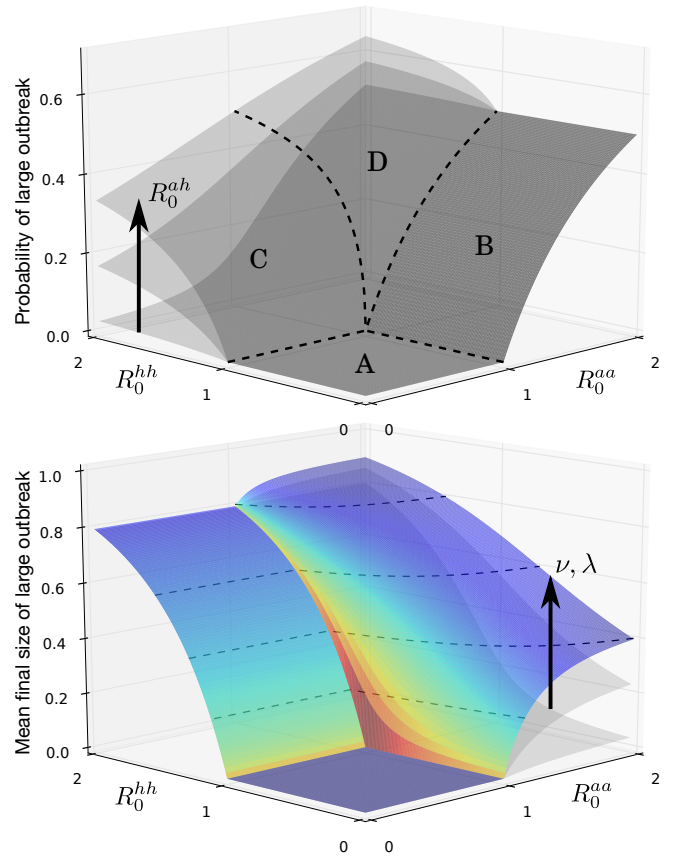 Probability of large outbreak
0.6
0.4
0.2
0.0
R_0^{ah}
D
C
B
A
2
1
0
R_0^{hh}
0
1
2
R_0^{aa}
Mean final size of large outbreak
1.0
0.8
0.6
0.4
0.2
0.0
ν, λ
2
1
0
R_0^{hh}
0
1
2
R_0^{aa}